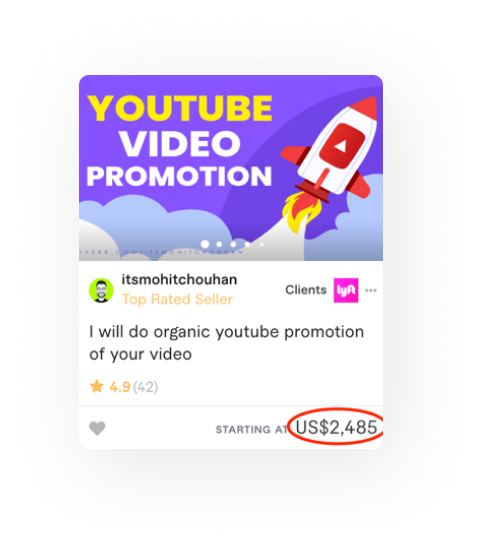 YOUTUBE
VIDEO
PROMOTION
IVERR.COM/ITSMOHITCHOUHAN
itsmohitchouhan
Top Rated Seller
Clients lyft
I will do organic youtube promotion
of your video
4.9 (42)
STARTING AT US$2,485